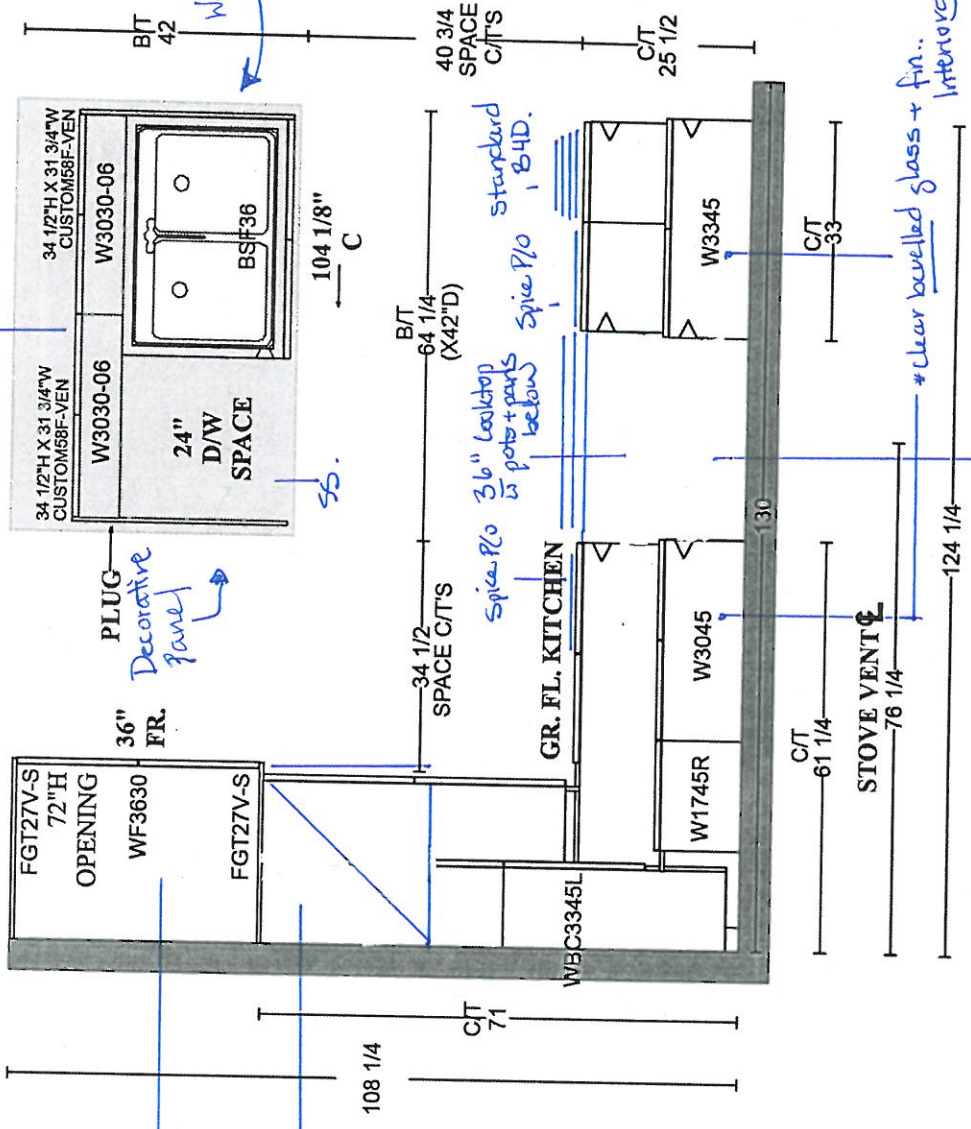 B/T
42
W
40 3/4
SPACE
C/T'S
C/T
25 1/2
34 1/2"H X 31 3/4"W
CUSTOM58F-VEN
34 1/2"H X 31 3/4"W
CUSTOM58F-VEN
W3030-06
W3030-06
BSF36
24"
D/W
SPACE
SS.
104 1/8"
C
PLUG
Decorative
Panel
FGT27V-S
72"H
OPENING
WF3630
FGT27V-S
36"
FR.
B/T
64 1/4
(X42"D)
34 1/2
SPACE C/T'S
Spice P/O
36" Cooktop
w pots + pans
below
Spice P/O
Standard
1 B4D.
GR. FL. KITCHEN
W3345
W3045
W1745R
WBC3345L
130
C/T
33
C/T
61 1/4
STOVE VENT CL
76 1/4
124 1/4
* clear bevelled glass + fin..
Interiors
C/T
71
108 1/4